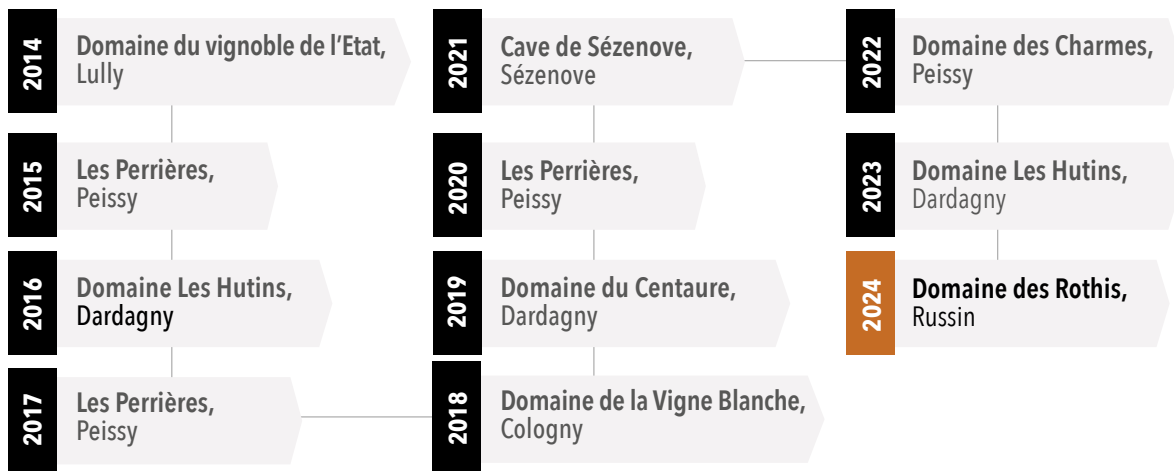 2014
Domaine du vignoble de l'Etat,
Lully
2015
Les Perrières,
Peissy
2016
Domaine Les Hutins,
Dardagny
2017
Les Perrières,
Peissy
2018
Domaine de la Vigne Blanche,
Cologny
2019
Domaine du Centaure,
Dardagny
2020
Les Perrières,
Peissy
2021
Cave de Sézenove,
Sézenove
2022
Domaine des Charmes,
Peissy
2023
Domaine Les Hutins,
Dardagny
2024
Domaine des Rothis,
Russin